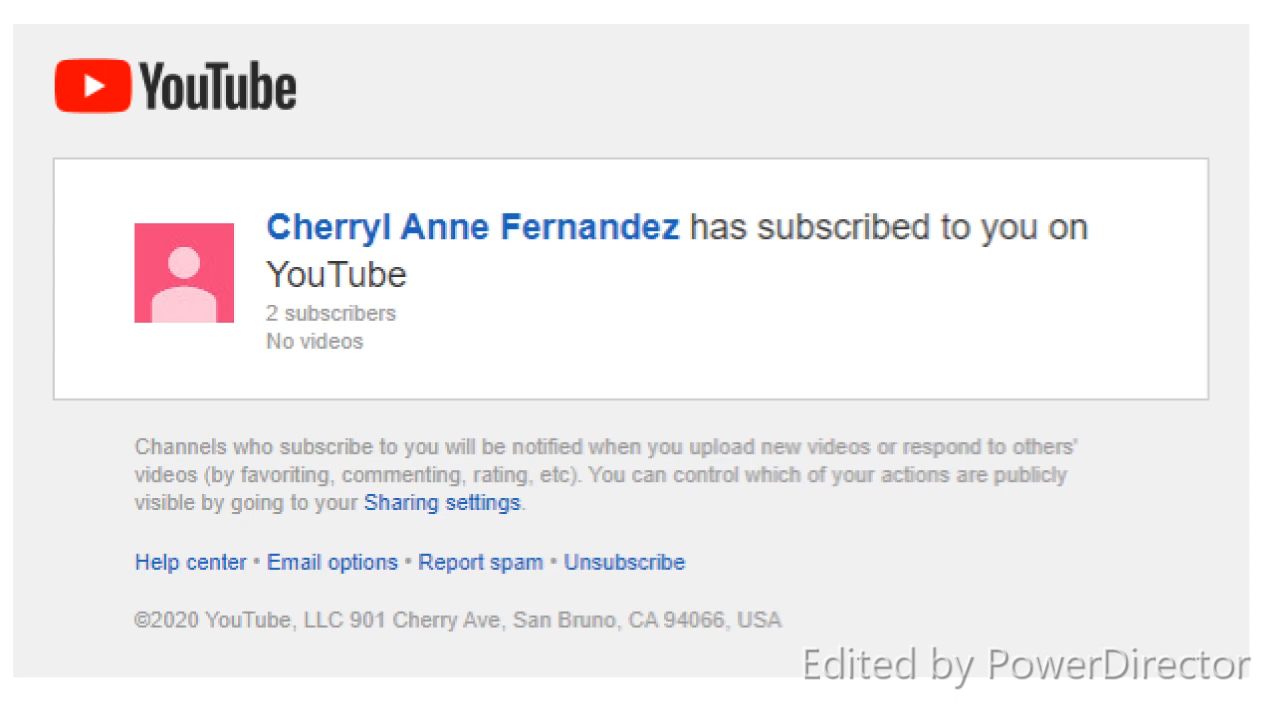 YouTube
Cherryl Anne Fernandez has subscribed to you on
YouTube
2 subscribers
No videos
Channels who subscribe to you will be notified when you upload new videos or respond to others'
videos (by favoriting, commenting, rating, etc). You can control which of your actions are publicly
visible by going to your Sharing settings.
Help center • Email options • Report spam • Unsubscribe
©2020 YouTube, LLC 901 Cherry Ave, San Bruno, CA 94066, USA
Edited by PowerDirector